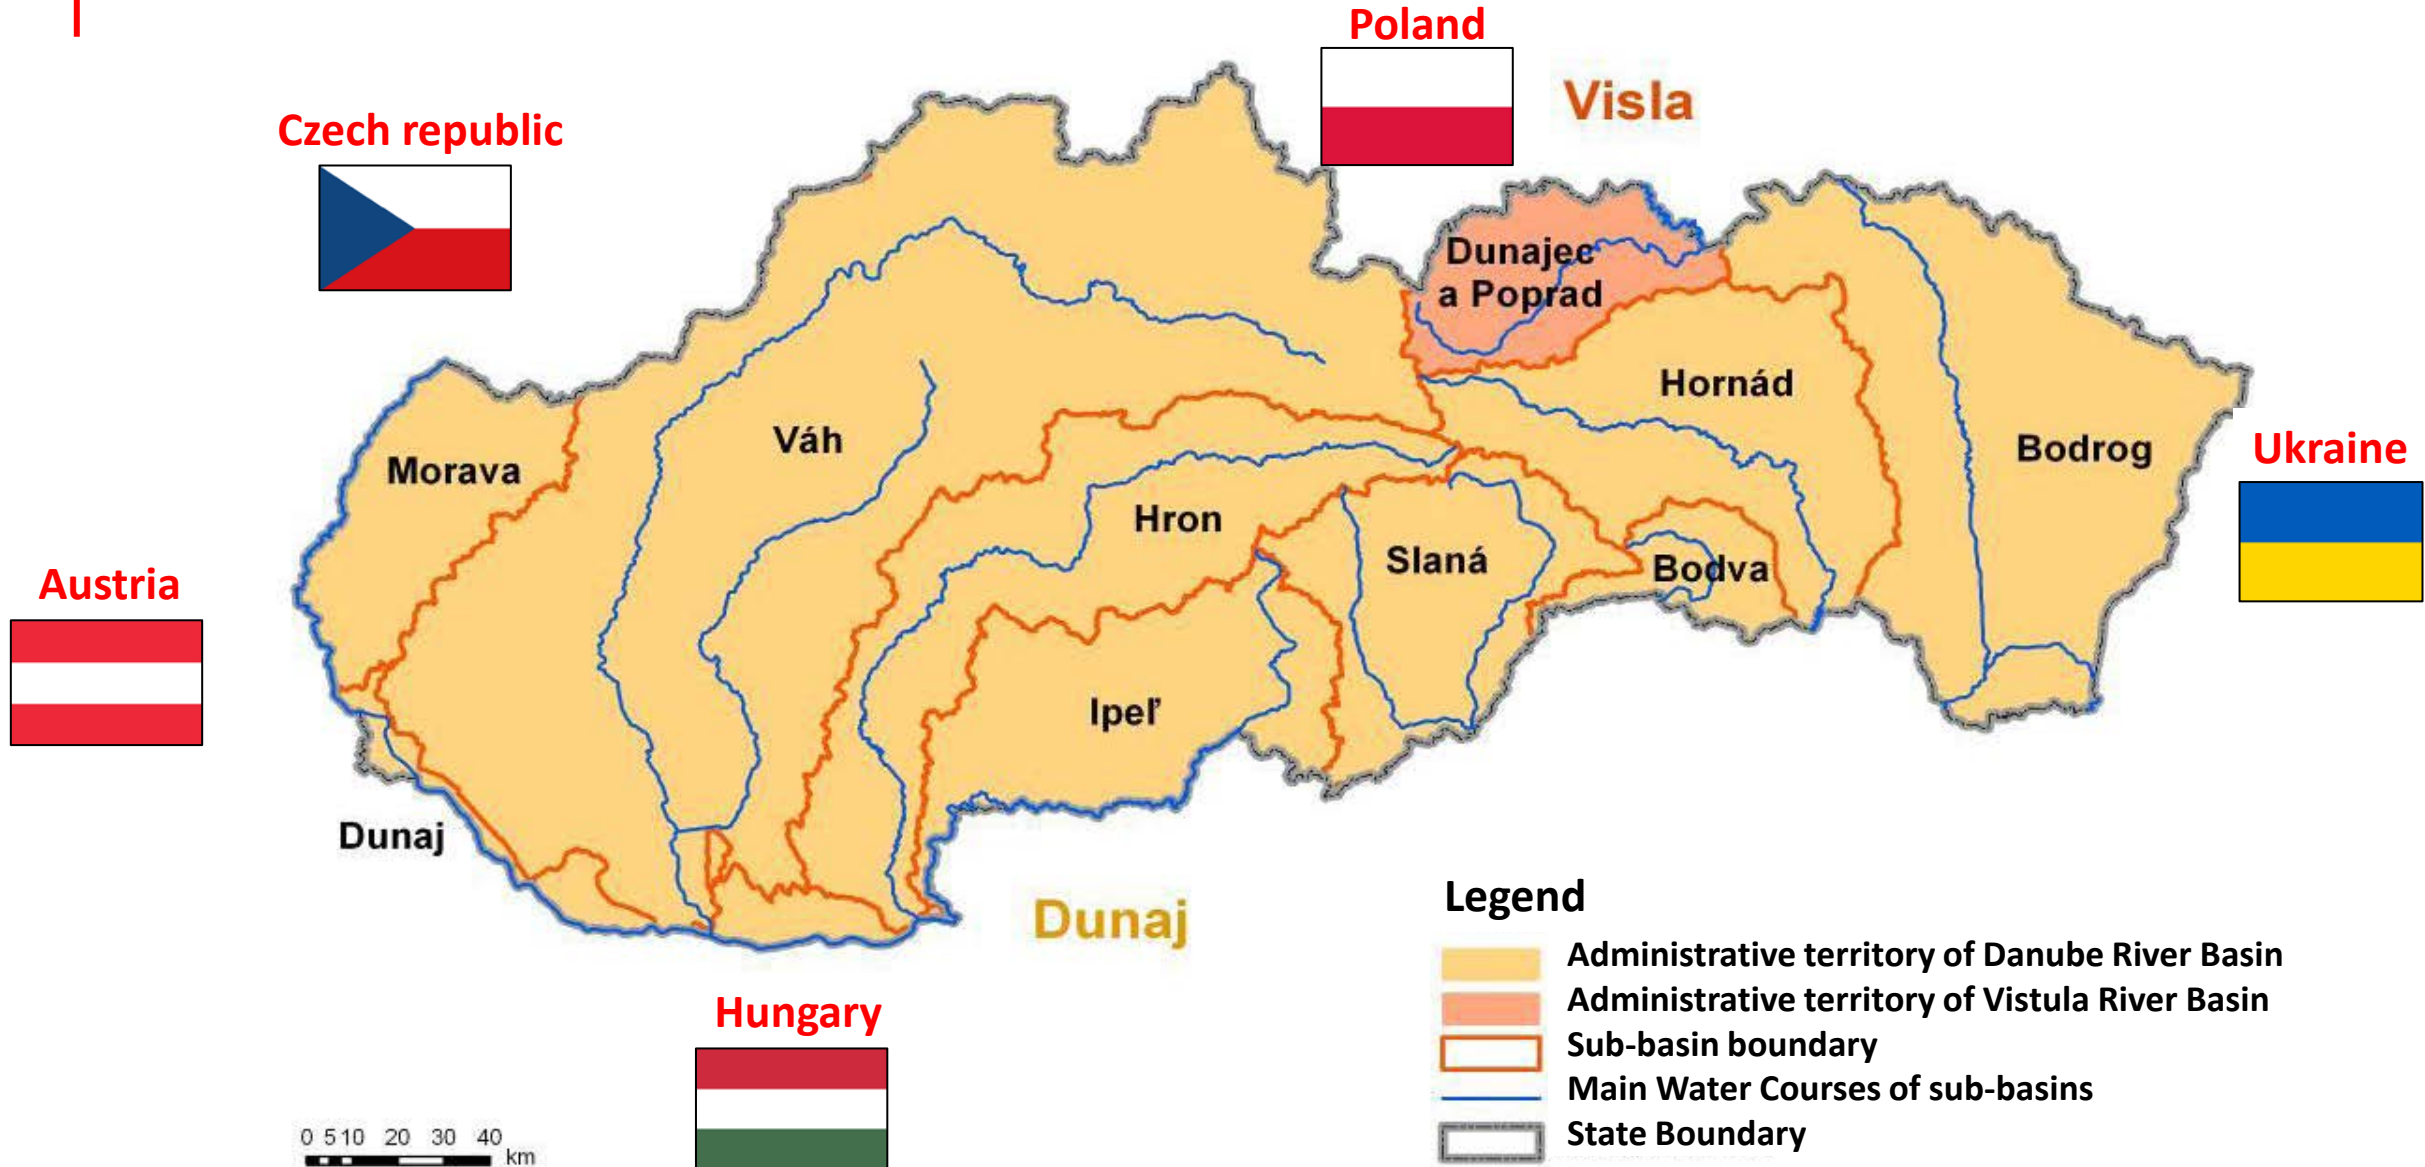 Poland
Visla
Czech republic
Dunajec
a Poprad
Hornád
Váh
Bodrog
Ukraine
Morava
Hron
Slaná
Bodva
Austria
Ipeľ
Dunaj
Dunaj
Legend
Administrative territory of Danube River Basin
Administrative territory of Vistula River Basin
Sub-basin boundary
Main Water Courses of sub-basins
State Boundary
Hungary
0 5 10 20 30 40
km